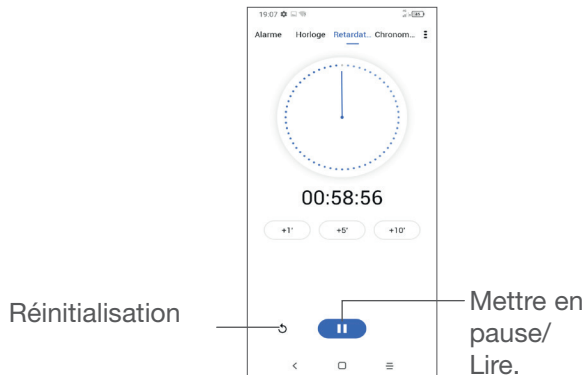 19:07
Alarme Horloge Retardat.. Chronom...
00:58:56
+1' +5' +10'
Réinitialisation
Mettre en
pause/
Lire.